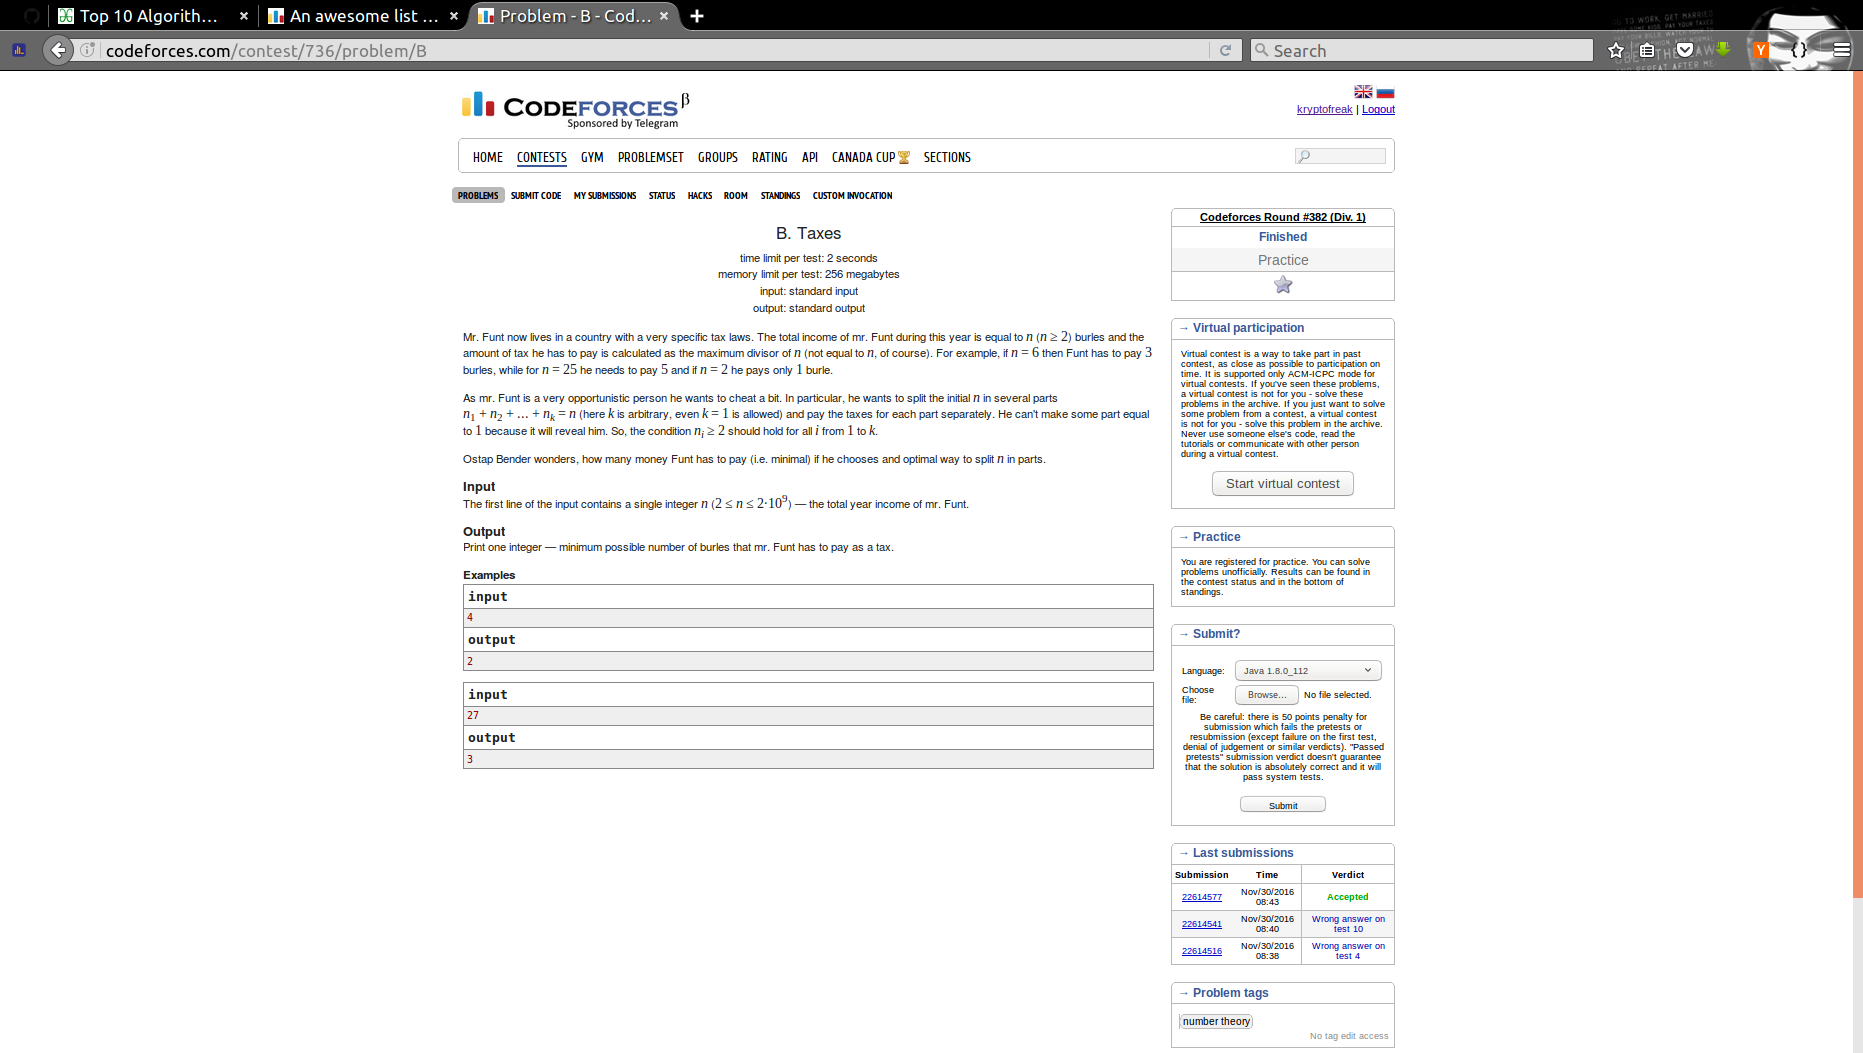 Top 10 Algorith...
An awesome list ...
Problem - B - Cod...
codeforces.com/contest/736/problem/B
Search
CODEFORCES β
Sponsored by Telegram
kryptofreak | Logout
HOME CONTESTS GYM PROBLEMSET GROUPS RATING API CANADA CUP SECTIONS
PROBLEMS SUBMIT CODE MY SUBMISSIONS STATUS HACKS ROOM STANDINGS CUSTOM INVOCATION
B. Taxes
time limit per test: 2 seconds
memory limit per test: 256 megabytes
input: standard input
output: standard output
Mr. Funt now lives in a country with a very specific tax laws. The total income of mr. Funt during this year is equal to n (n ≥ 2) burles and the
amount of tax he has to pay is calculated as the maximum divisor of n (not equal to n, of course). For example, if n = 6 then Funt has to pay 3
burles, while for n = 25 he needs to pay 5 and if n = 2 he pays only 1 burle.
As mr. Funt is a very opportunistic person he wants to cheat a bit. In particular, he wants to split the initial n in several parts
n₁ + n₂ + ... + nₖ = n (here k is arbitrary, even k = 1 is allowed) and pay the taxes for each part separately. He can't make some part equal
to 1 because it will reveal him. So, the condition nᵢ ≥ 2 should hold for all i from 1 to k.
Ostap Bender wonders, how many money Funt has to pay (i.e. minimal) if he chooses and optimal way to split n in parts.
Input
The first line of the input contains a single integer n (2 ≤ n ≤ 2·10⁹) — the total year income of mr. Funt.
Output
Print one integer — minimum possible number of burles that mr. Funt has to pay as a tax.
Examples
input
4
output
2
input
27
output
3
Codeforces Round #382 (Div. 1)
Finished
Practice
→ Virtual participation
Virtual contest is a way to take part in past
contest, as close as possible to participation on
time. It is supported only ACM-ICPC mode for
virtual contests. If you've seen these problems,
a virtual contest is not for you - solve these
problems in the archive. If you just want to solve
some problem from a contest, a virtual contest
is not for you - solve this problem in the archive.
Never use someone else's code, read the
tutorials or communicate with other person
during a virtual contest.
Start virtual contest
→ Practice
You are registered for practice. You can solve
problems unofficially. Results can be found in
the contest status and in the bottom of
standings.
→ Submit?
Language: Java 1.8.0_112
Choose
file: Browse... No file selected.
Be careful: there is 50 points penalty for
submission which fails the pretests or
resubmission (except failure on the first test,
denial of judgement or similar verdicts). "Passed
pretests" submission verdict doesn't guarantee
that the solution is absolutely correct and it will
pass system tests.
Submit
→ Last submissions
Submission Time Verdict
22614577 Nov/30/2016 08:43 Accepted
22614541 Nov/30/2016 08:40 Wrong answer on test 10
22614516 Nov/30/2016 08:38 Wrong answer on test 4
→ Problem tags
number theory
No tag edit access